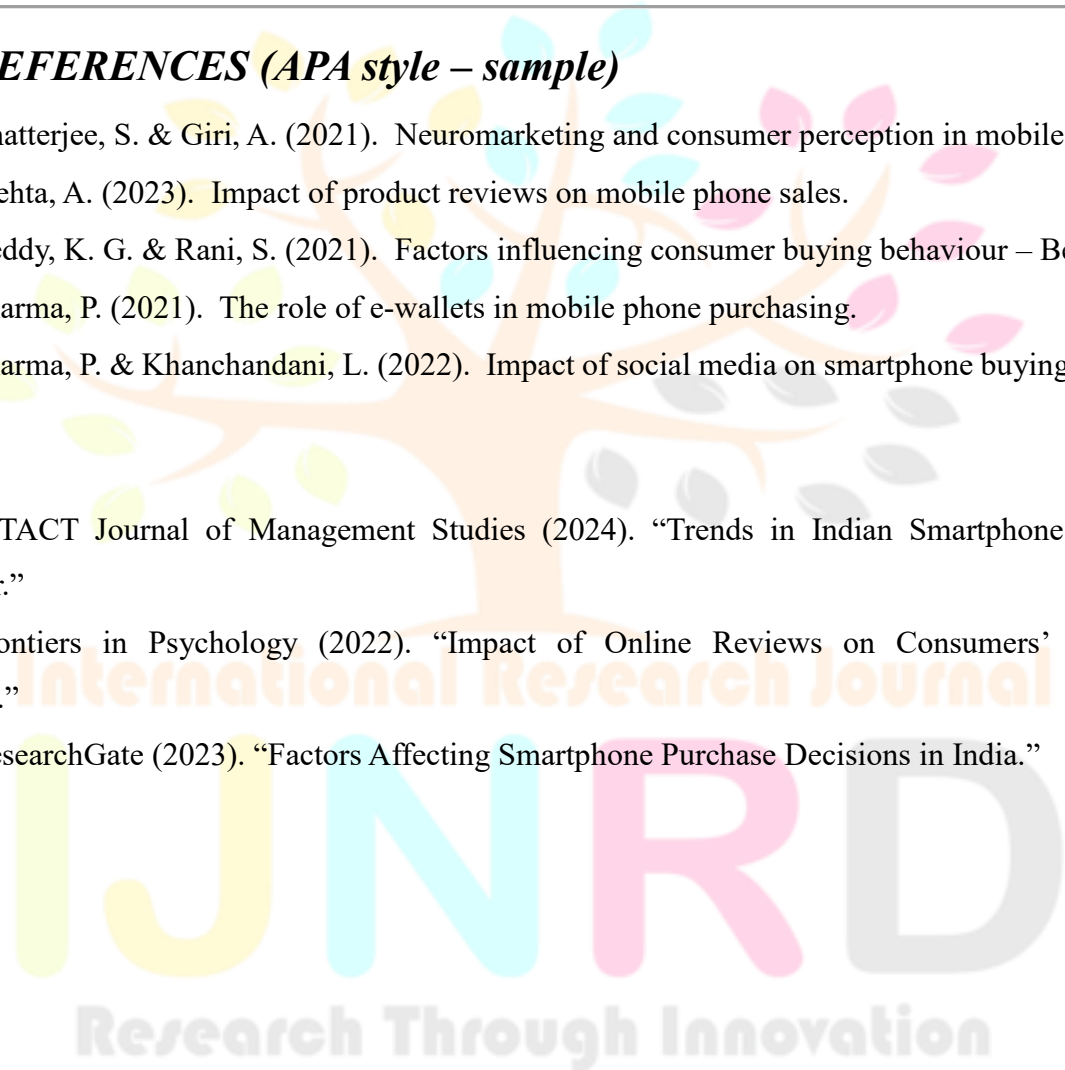 EFERENCES (APA style – sample)
hatterjee, S. & Giri, A. (2021). Neuromarketing and consumer perception in mobile
ehta, A. (2023). Impact of product reviews on mobile phone sales.
eddy, K. G. & Rani, S. (2021). Factors influencing consumer buying behaviour – Be
arma, P. (2021). The role of e-wallets in mobile phone purchasing.
arma, P. & Khanchandani, L. (2022). Impact of social media on smartphone buying
TACT Journal of Management Studies (2024). “Trends in Indian Smartphone
r.”
ontiers in Psychology (2022). “Impact of Online Reviews on Consumers’
.”
International Research Journal
esearchGate (2023). “Factors Affecting Smartphone Purchase Decisions in India.”
IJNRD
Research Through Innovation